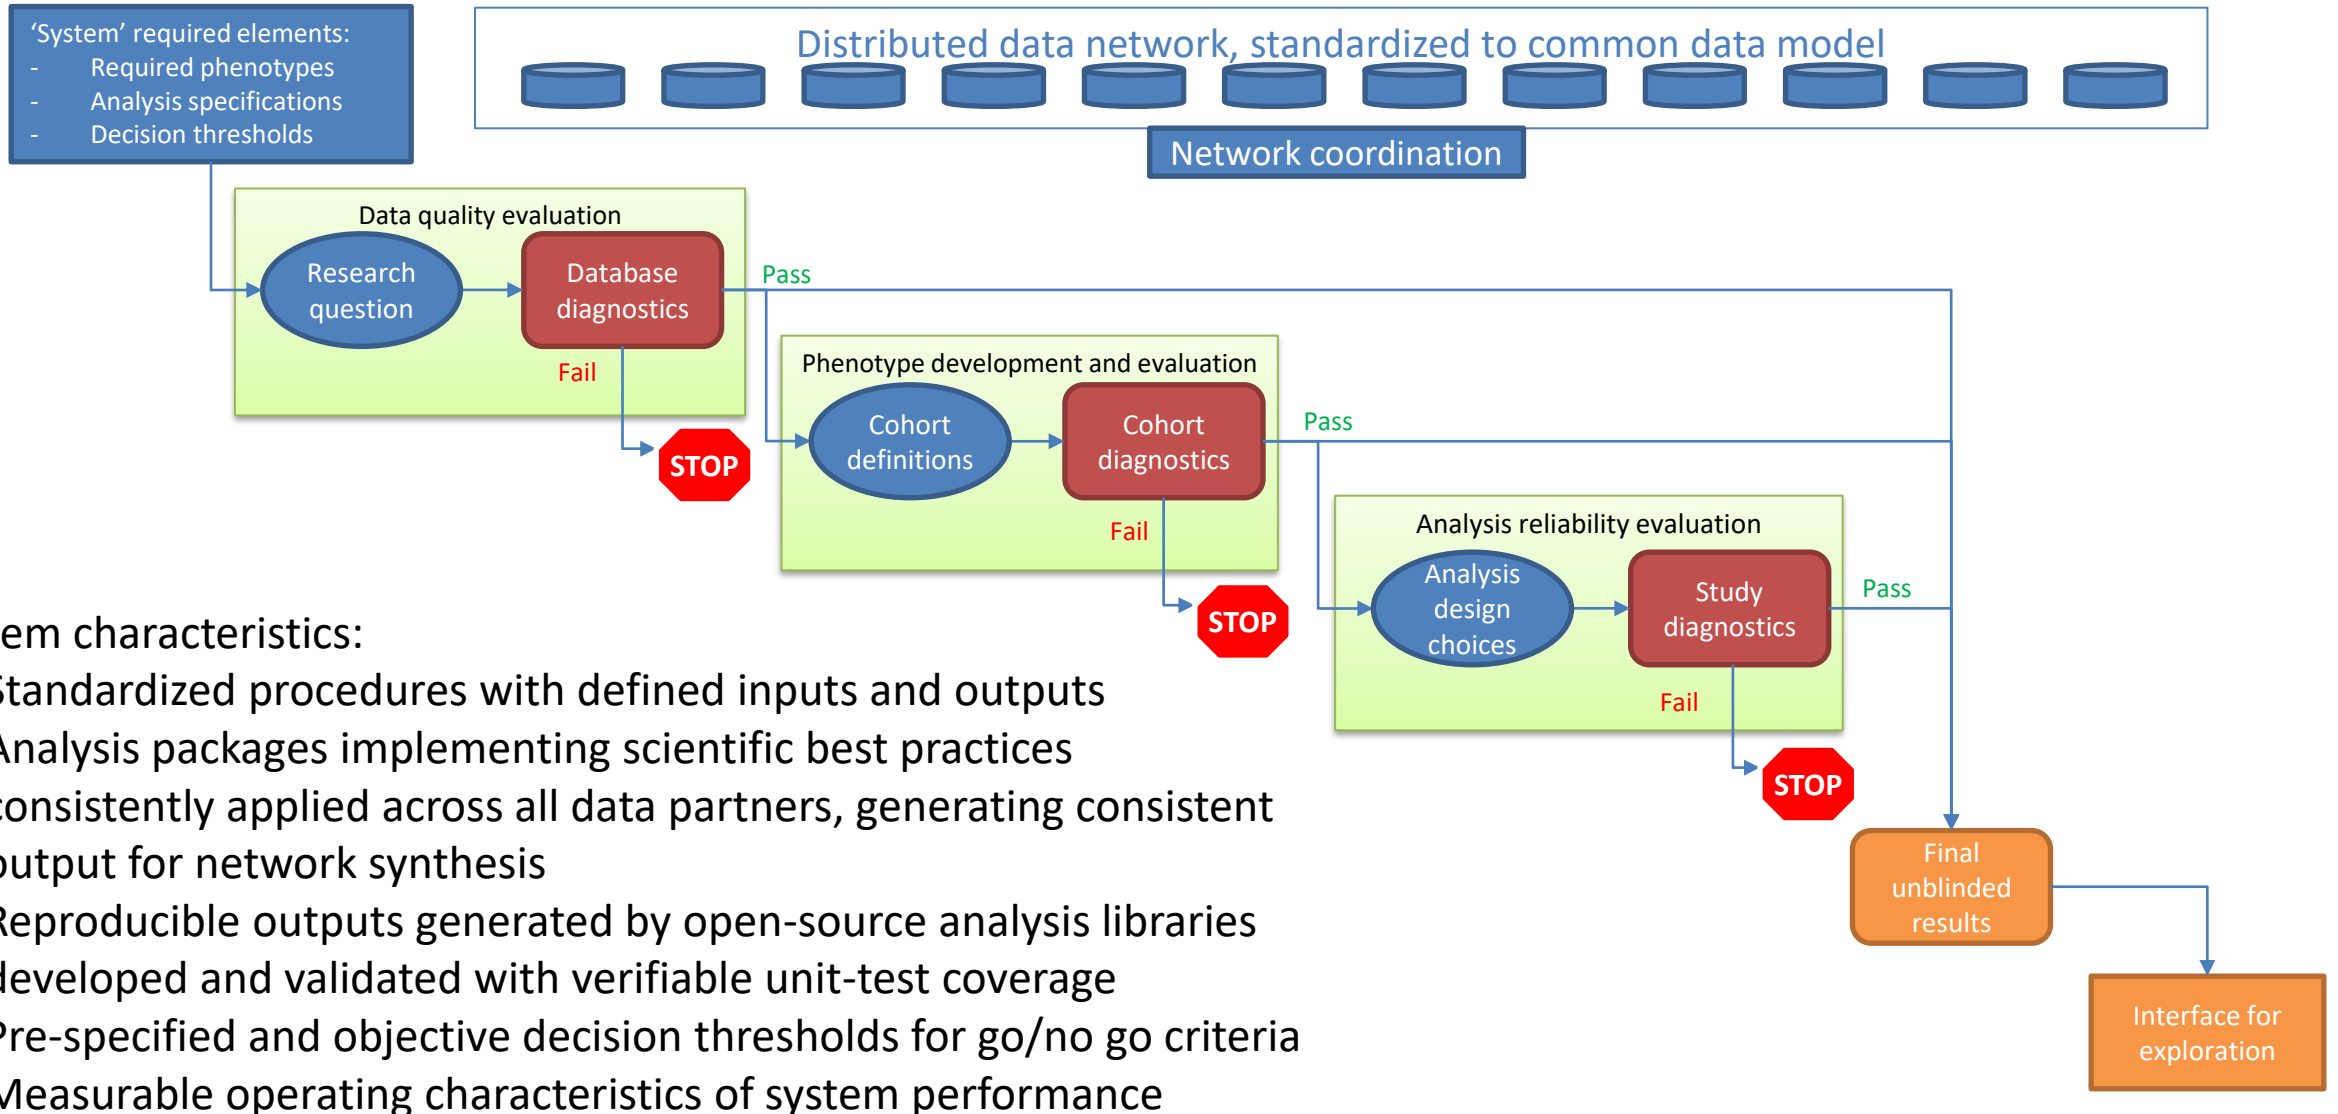 ‘System’ required elements:
- Required phenotypes
- Analysis specifications
- Decision thresholds
Distributed data network, standardized to common data model
Network coordination
Data quality evaluation
Research
question
Database
diagnostics
Pass
Fail
STOP
Phenotype development and evaluation
Cohort
definitions
Cohort
diagnostics
Pass
Fail
STOP
Analysis reliability evaluation
Analysis
design
choices
Study
diagnostics
Pass
Fail
STOP
Final
unblinded
results
Interface for
exploration
em characteristics:
Standardized procedures with defined inputs and outputs
Analysis packages implementing scientific best practices
consistently applied across all data partners, generating consistent
output for network synthesis
Reproducible outputs generated by open-source analysis libraries
developed and validated with verifiable unit-test coverage
Pre-specified and objective decision thresholds for go/no go criteria
Measurable operating characteristics of system performance